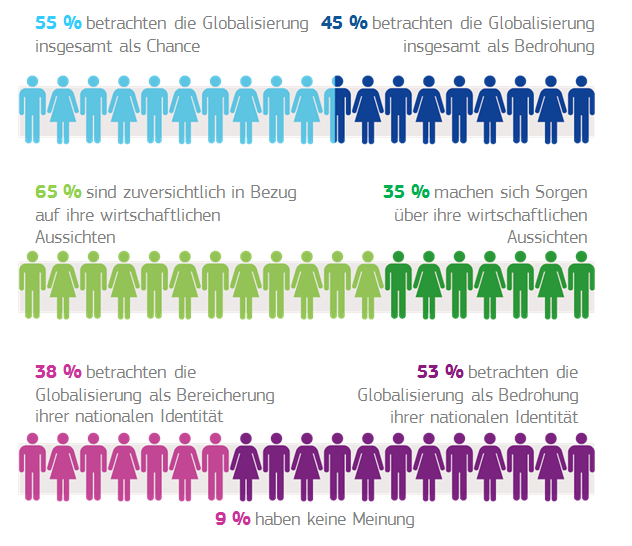 55 % betrachten die Globalisierung
insgesamt als Chance
45 % betrachten die Globalisierung
insgesamt als Bedrohung
65 % sind zuversichtlich in Bezug
auf ihre wirtschaftlichen
Aussichten
35 % machen sich Sorgen
über ihre wirtschaftlichen
Aussichten
38 % betrachten die
Globalisierung als Bereicherung
ihrer nationalen Identität
53 % betrachten die
Globalisierung als Bedrohung
ihrer nationalen Identität
9 % haben keine Meinung